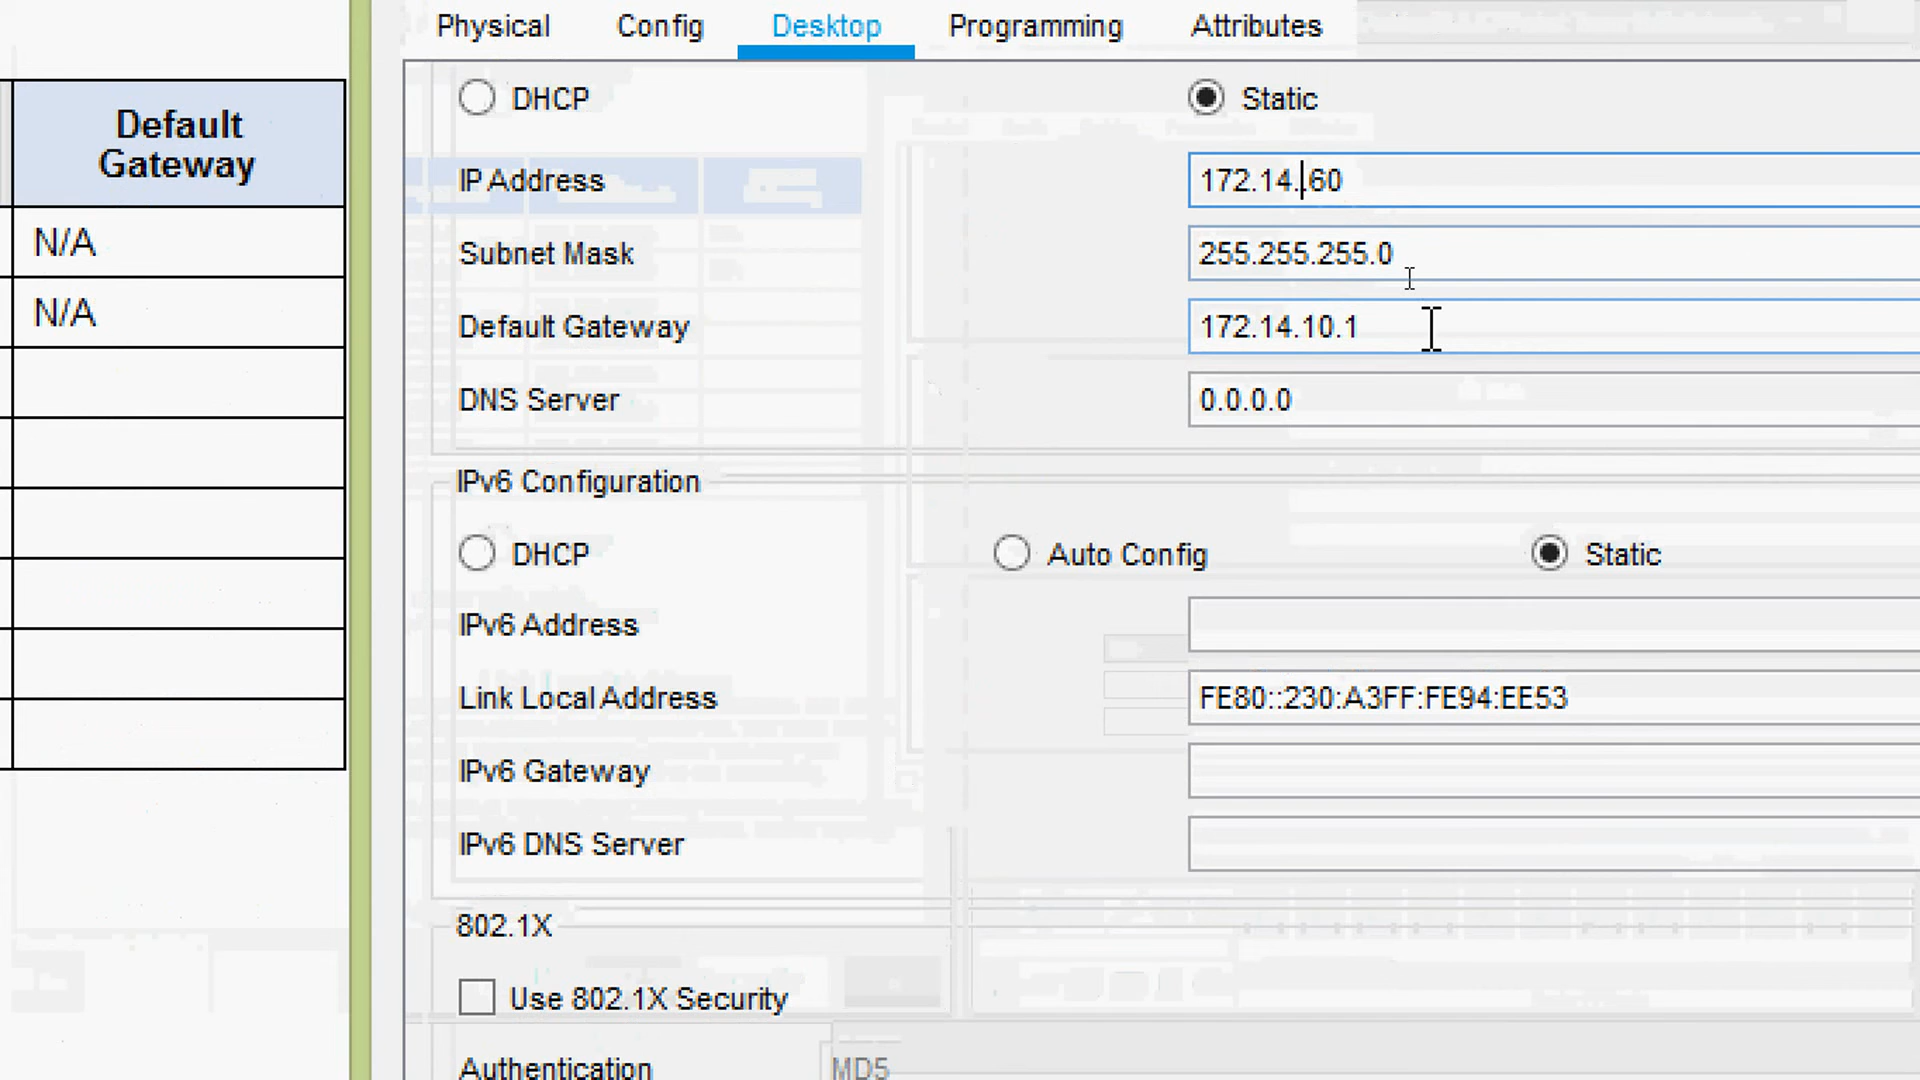 Physical Config Desktop Programming Attributes
Default
Gateway
N/A
N/A
DHCP Static
IP Address 172.14..60
Subnet Mask 255.255.255.0
Default Gateway 172.14.10.1
DNS Server 0.0.0.0
IPv6 Configuration
DHCP Auto Config Static
IPv6 Address
Link Local Address FE80::230:A3FF:FE94:EE53
IPv6 Gateway
IPv6 DNS Server
802.1X
Use 802.1X Security
Authentication MD5